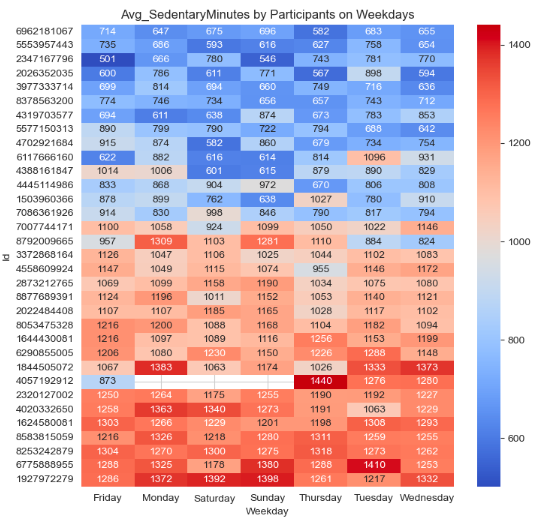 Avg_SedentaryMinutes by Participants on Weekdays
6962181067 714 647 675 696 582 683 655
5553957443 735 686 593 616 627 758 654
2347167796 501 666 780 546 743 781 770
2026352035 600 786 611 771 567 898 594
3977333714 699 814 694 660 749 716 636
8378563200 774 746 734 656 657 743 712
4319703577 694 611 638 874 673 783 853
5577150313 890 799 790 722 794 688 642
4702921684 915 874 582 860 679 734 754
6117666160 622 882 616 614 814 1096 931
4388161847 1014 1006 601 615 879 890 829
4445114986 833 868 904 972 670 806 808
1503960366 878 899 762 638 1027 780 910
7086361926 914 830 998 846 790 817 794
7007744171 1100 1058 924 1099 1050 1022 1146
8792009665 957 1309 1103 1281 1110 884 824
3372868164 1126 1047 1106 1025 1044 1102 1083
4558609924 1147 1049 1115 1074 955 1146 1172
2873212765 1069 1099 1158 1190 1034 1075 1080
8877689391 1124 1196 1011 1152 1053 1140 1121
2022484408 1107 1107 1185 1165 1028 1117 1102
8053475328 1216 1200 1088 1168 1104 1182 1094
1644430081 1216 1097 1089 1116 1256 1153 1199
6290855005 1206 1080 1230 1150 1226 1288 1148
1844505072 1067 1383 1063 1174 1026 1333 1373
4057192912 873 1440 1276 1280
2320127002 1250 1264 1175 1255 1190 1192 1227
4020332650 1258 1363 1340 1273 1191 1063 1229
1624580081 1303 1266 1229 1201 1198 1308 1293
8583815059 1216 1326 1218 1280 1311 1259 1255
8253242879 1304 1270 1300 1275 1318 1273 1262
6775888955 1286 1325 1178 1380 1288 1410 1253
1927972279 1286 1372 1392 1398 1261 1217 1332
Friday Monday Saturday Sunday Thursday Tuesday Wednesday
Weekday
Id
1400
1200
1000
800
600